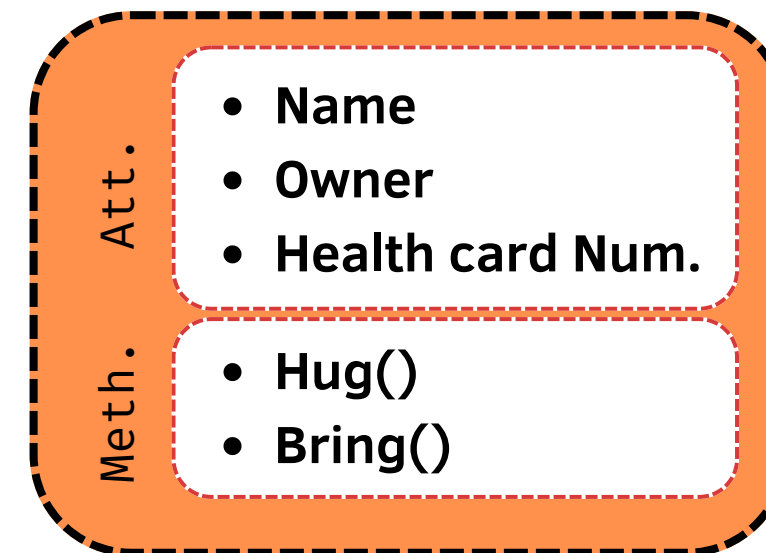 Att.
• Name
• Owner
• Health card Num.
Meth.
• Hug()
• Bring()